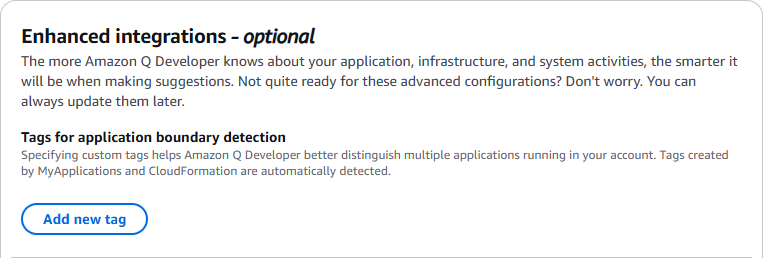 Enhanced integrations - optional
The more Amazon Q Developer knows about your application, infrastructure, and system activities, the smarter it
will be when making suggestions. Not quite ready for these advanced configurations? Don't worry. You can
always update them later.
Tags for application boundary detection
Specifying custom tags helps Amazon Q Developer better distinguish multiple applications running in your account. Tags created
by MyApplications and CloudFormation are automatically detected.
Add new tag